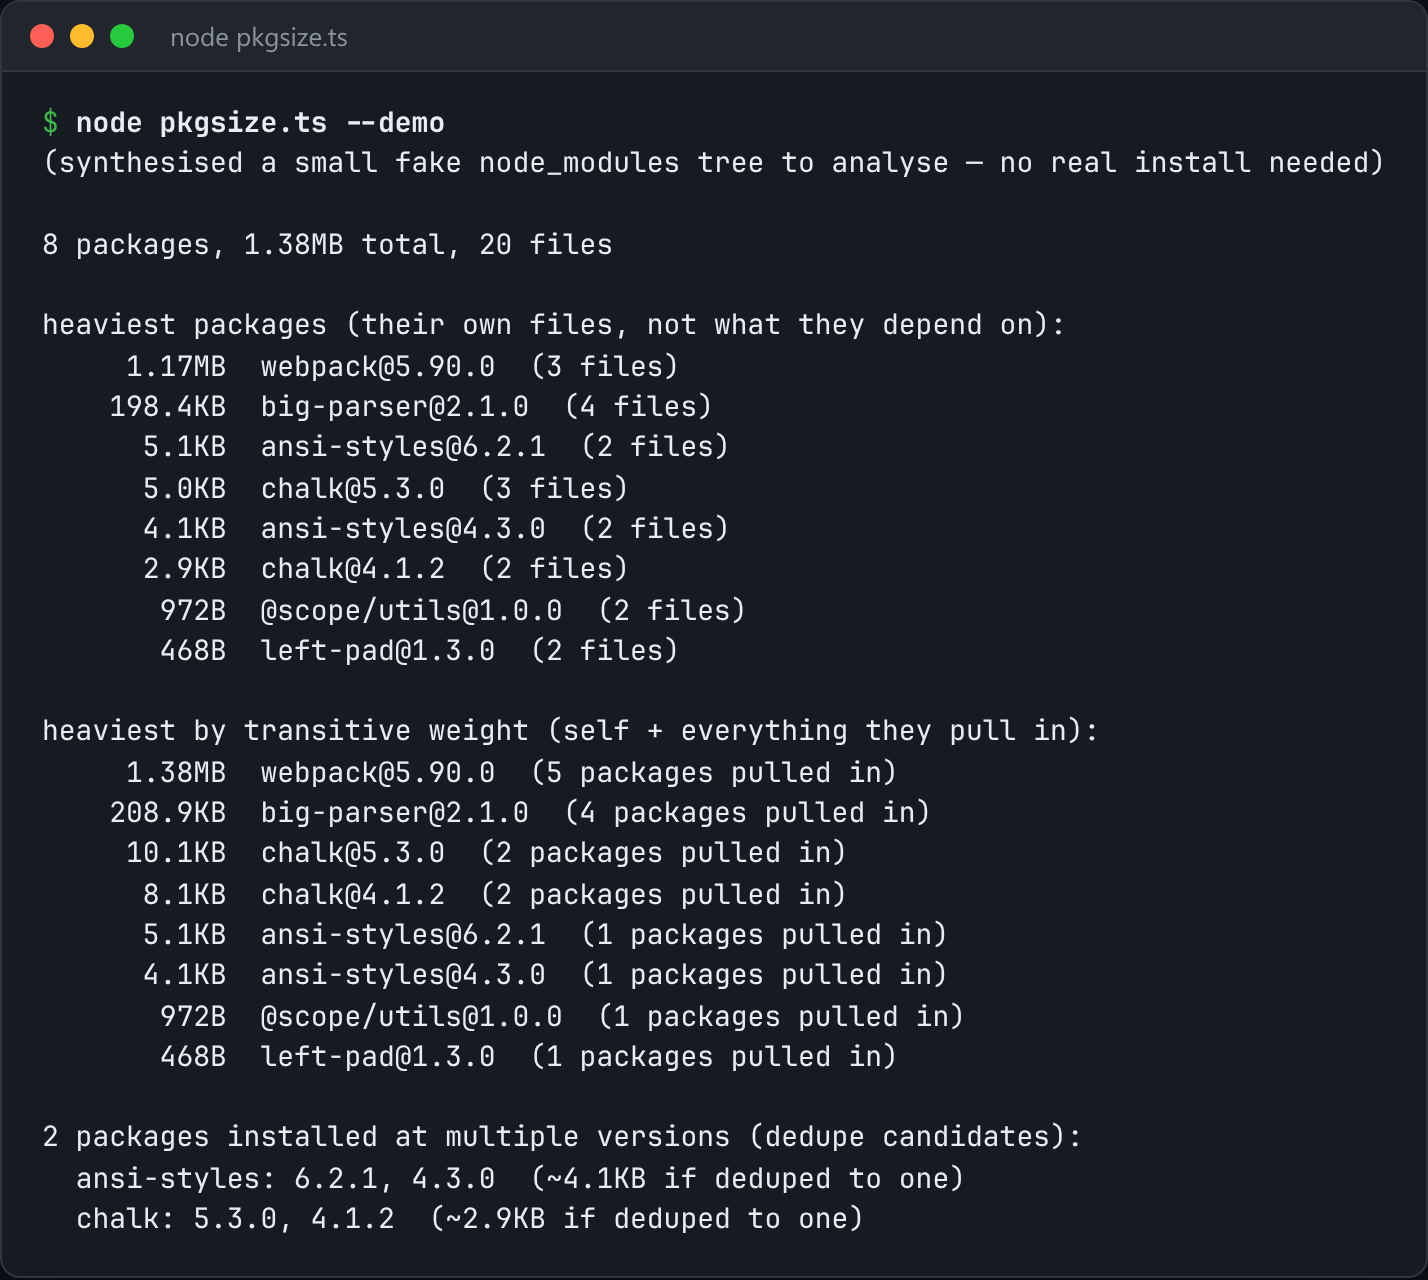 node pkgsize.ts
$ node pkgsize.ts --demo
(synthesised a small fake node_modules tree to analyse — no real install needed)
8 packages, 1.38MB total, 20 files
heaviest packages (their own files, not what they depend on):
1.17MB  webpack@5.90.0  (3 files)
198.4KB  big-parser@2.1.0  (4 files)
5.1KB  ansi-styles@6.2.1  (2 files)
5.0KB  chalk@5.3.0  (3 files)
4.1KB  ansi-styles@4.3.0  (2 files)
2.9KB  chalk@4.1.2  (2 files)
972B  @scope/utils@1.0.0  (2 files)
468B  left-pad@1.3.0  (2 files)
heaviest by transitive weight (self + everything they pull in):
1.38MB  webpack@5.90.0  (5 packages pulled in)
208.9KB  big-parser@2.1.0  (4 packages pulled in)
10.1KB  chalk@5.3.0  (2 packages pulled in)
8.1KB  chalk@4.1.2  (2 packages pulled in)
5.1KB  ansi-styles@6.2.1  (1 packages pulled in)
4.1KB  ansi-styles@4.3.0  (1 packages pulled in)
972B  @scope/utils@1.0.0  (1 packages pulled in)
468B  left-pad@1.3.0  (1 packages pulled in)
2 packages installed at multiple versions (dedupe candidates):
ansi-styles: 6.2.1, 4.3.0  (~4.1KB if deduped to one)
chalk: 5.3.0, 4.1.2  (~2.9KB if deduped to one)